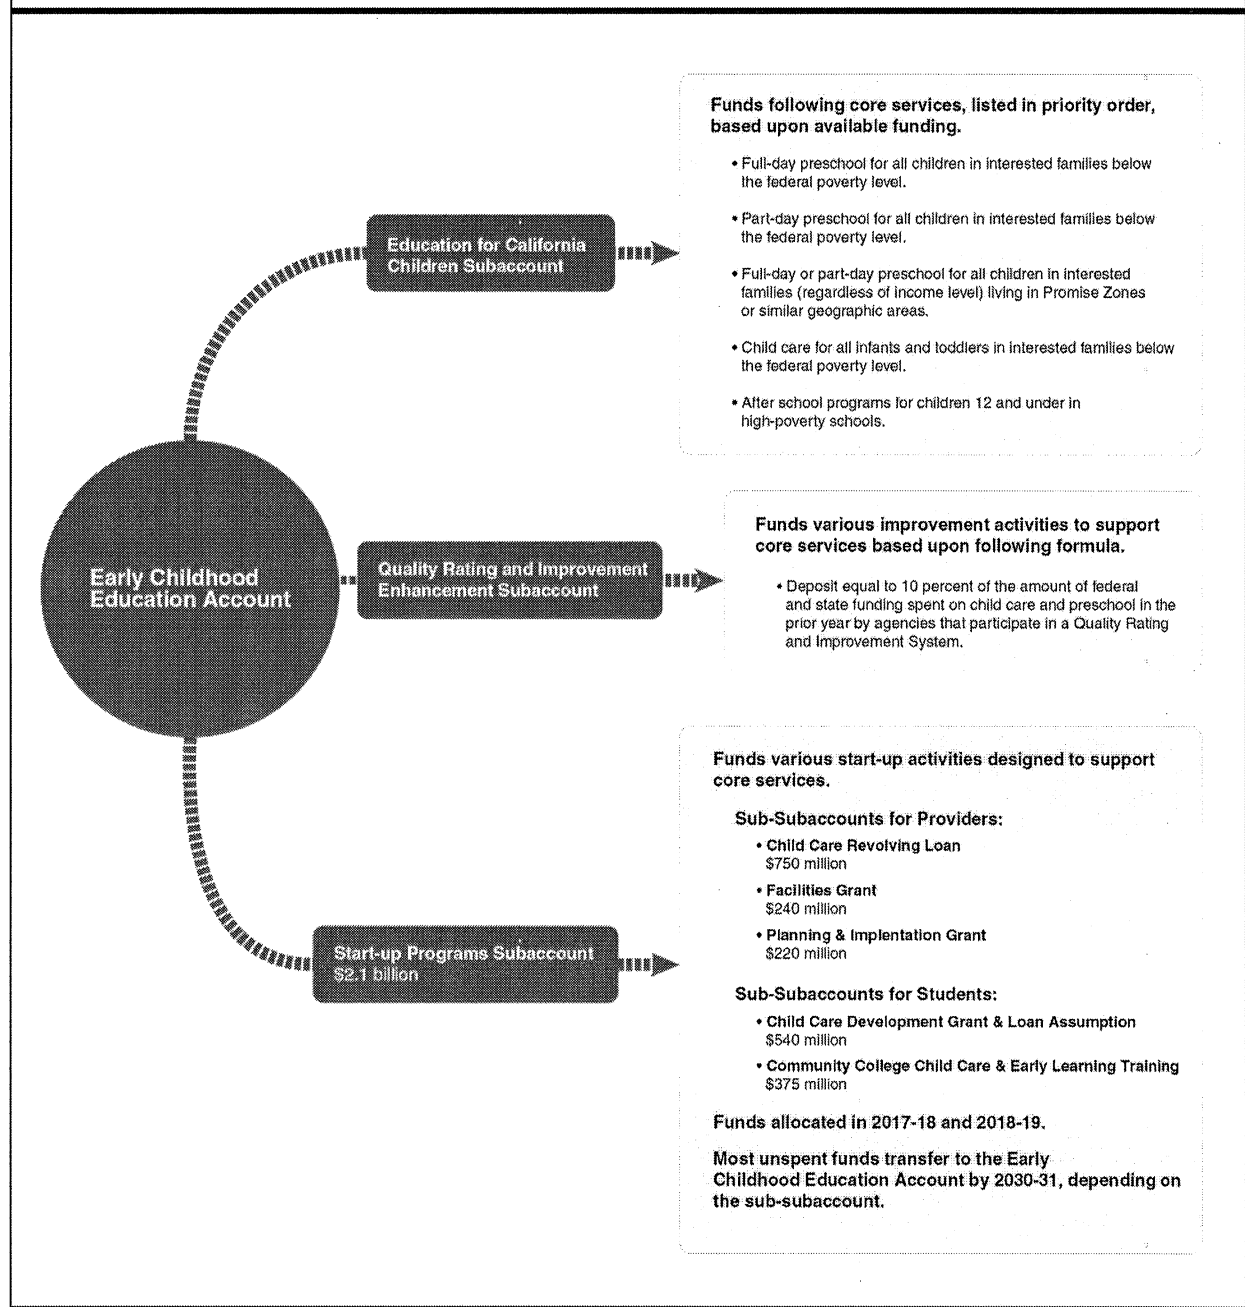 Early Childhood
Education Account
Education for California
Children Subaccount
Funds following core services, listed in priority order,
based upon available funding.
• Full-day preschool for all children in interested families below
the federal poverty level.
• Part-day preschool for all children in interested families below
the federal poverty level.
• Full-day or part-day preschool for all children in interested
families (regardless of income level) living in Promise Zones
or similar geographic areas.
• Child care for all infants and toddlers in interested families below
the federal poverty level.
• After school programs for children 12 and under in
high-poverty schools.
Quality Rating and Improvement
Enhancement Subaccount
Funds various improvement activities to support
core services based upon following formula.
• Deposit equal to 10 percent of the amount of federal
and state funding spent on child care and preschool in the
prior year by agencies that participate in a Quality Rating
and Improvement System.
Start-up Programs Subaccount
$2.1 billion
Funds various start-up activities designed to support
core services.
Sub-Subaccounts for Providers:
• Child Care Revolving Loan
$750 million
• Facilities Grant
$240 million
• Planning & Implentation Grant
$220 million
Sub-Subaccounts for Students:
• Child Care Development Grant & Loan Assumption
$540 million
• Community College Child Care & Early Learning Training
$375 million
Funds allocated in 2017-18 and 2018-19.
Most unspent funds transfer to the Early
Childhood Education Account by 2030-31, depending on
the sub-subaccount.